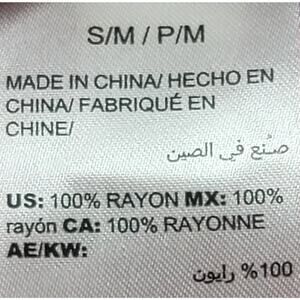 S/M / P/M
MADE IN CHINA/ HECHO EN
CHINA/ FABRIQUÉ EN
CHINE/
صُنع في الصين
US: 100% RAYON MX: 100%
rayón CA: 100% RAYONNE
AE/KW:
100% رايون